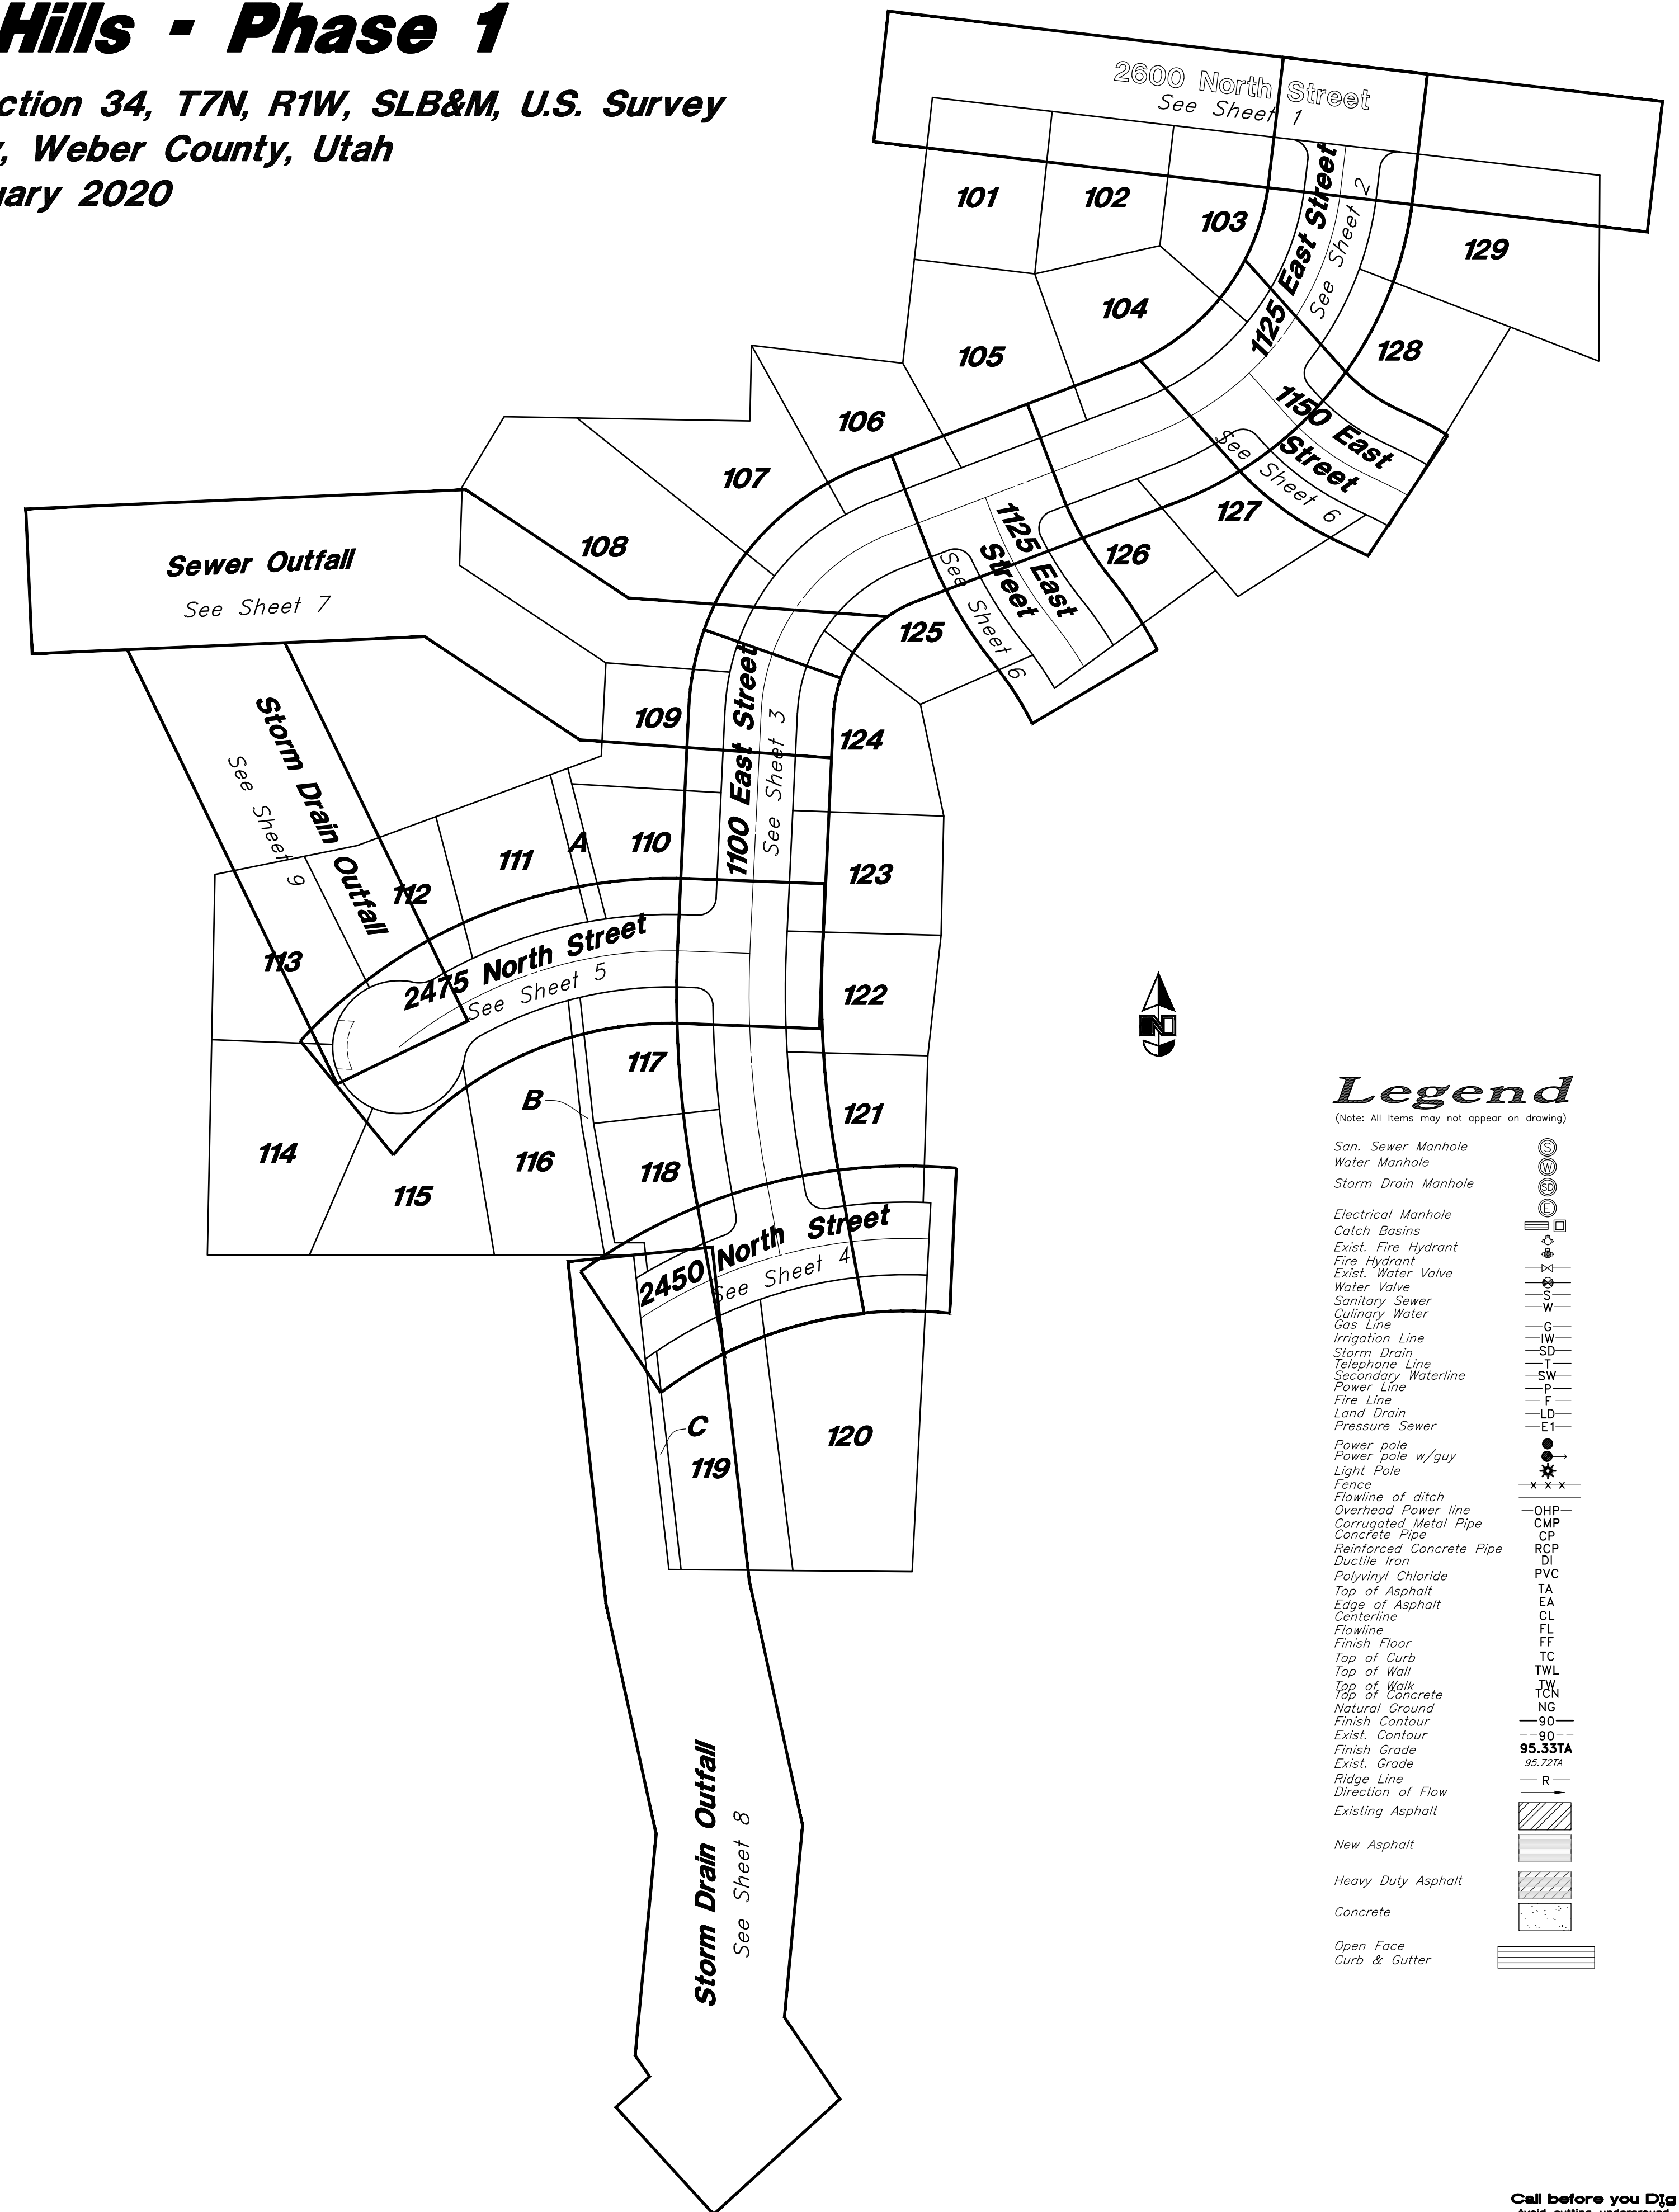 Hills - Phase 1
ction 34, T7N, R1W, SLB&M, U.S. Survey
, Weber County, Utah
uary 2020
2600 North Street
See Sheet 1
101
102
103
1125 East Street
See Sheet 2
129
104
105
128
106
1150 East
Street
See Sheet 6
107
127
1125 East
Street
See Sheet 6
126
108
Sewer Outfall
See Sheet 7
125
109
1100 East Street
See Sheet 3
124
Storm Drain Outfall
See Sheet 9
110
A
111
112
123
113
2475 North Street
See Sheet 5
122
117
B
121
114
116
118
115
2450 North Street
See Sheet 4
C
119
120
Storm Drain Outfall
See Sheet 8
N
Legend
(Note: All Items may not appear on drawing)
San. Sewer Manhole S
Water Manhole W
Storm Drain Manhole SD
Electrical Manhole E
Catch Basins
Exist. Fire Hydrant
Fire Hydrant
Exist. Water Valve
Water Valve
Sanitary Sewer S
Culinary Water W
Gas Line G
Irrigation Line IW
Storm Drain SD
Telephone Line T
Secondary Waterline SW
Power Line P
Fire Line F
Land Drain LD
Pressure Sewer E1
Power pole
Power pole w/guy
Light Pole
Fence x x x
Flowline of ditch
Overhead Power line OHP
Corrugated Metal Pipe CMP
Concrete Pipe CP
Reinforced Concrete Pipe RCP
Ductile Iron DI
Polyvinyl Chloride PVC
Top of Asphalt TA
Edge of Asphalt EA
Centerline CL
Flowline FL
Finish Floor FF
Top of Curb TC
Top of Wall TWL
Top of Walk TW
Top of Concrete TCN
Natural Ground NG
Finish Contour 90
Exist. Contour 90
Finish Grade 95.33TA
Exist. Grade 95.72TA
Ridge Line R
Direction of Flow
Existing Asphalt
New Asphalt
Heavy Duty Asphalt
Concrete
Open Face
Curb & Gutter
Call before you Dig